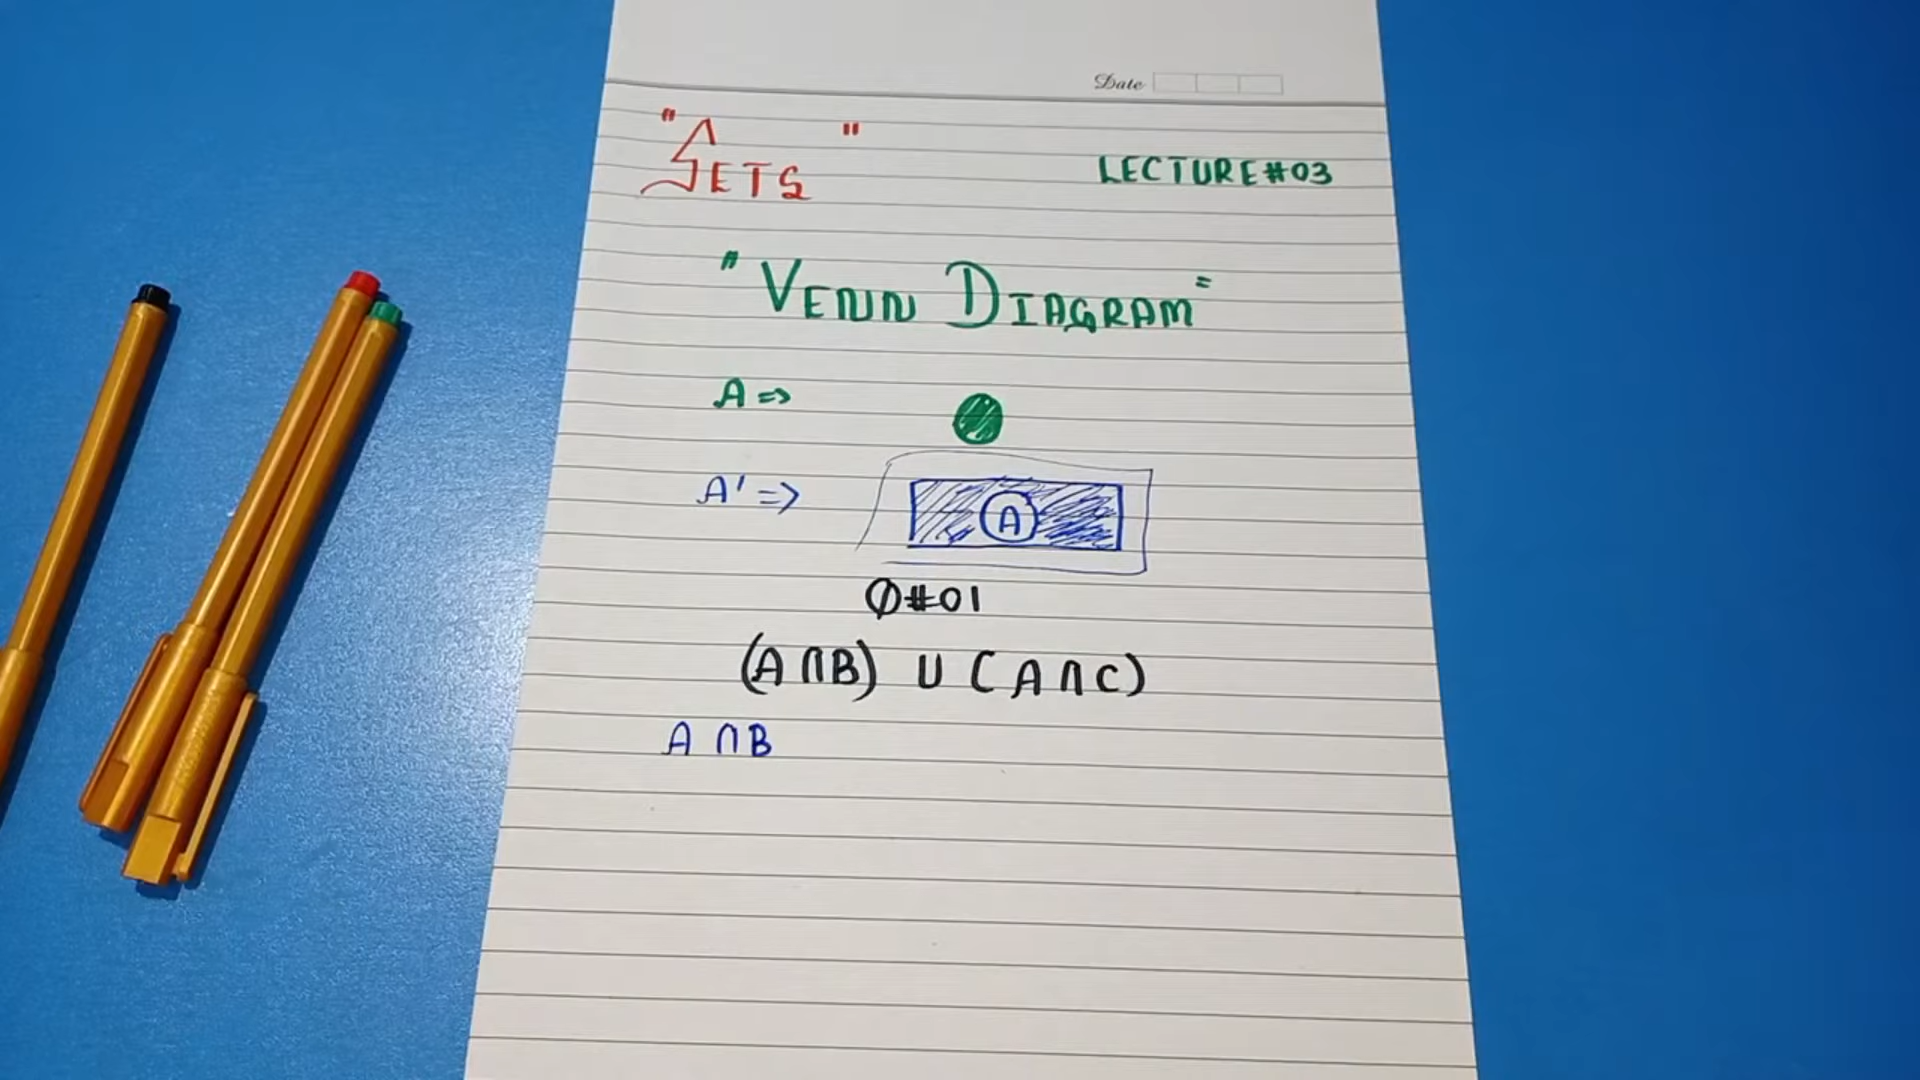 Date
"SETS"
LECTURE#03
"VENN DIAGRAM"
A =>
A' => A
Q#01
(A∩B) ∪ (A∩C)
A ∩B